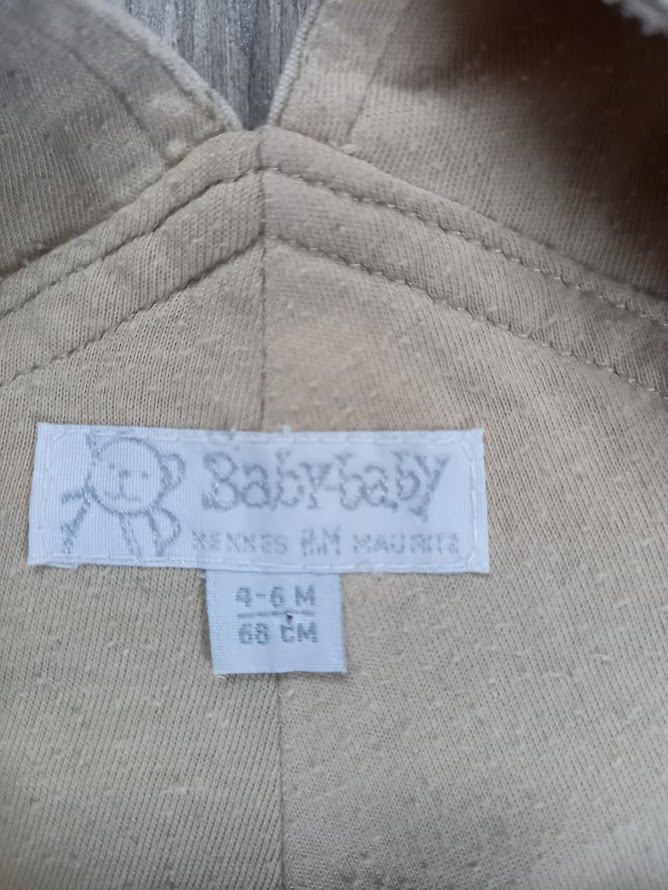 Baby-baby
HENNES H&M MAURITZ
4-6 M
68 CM